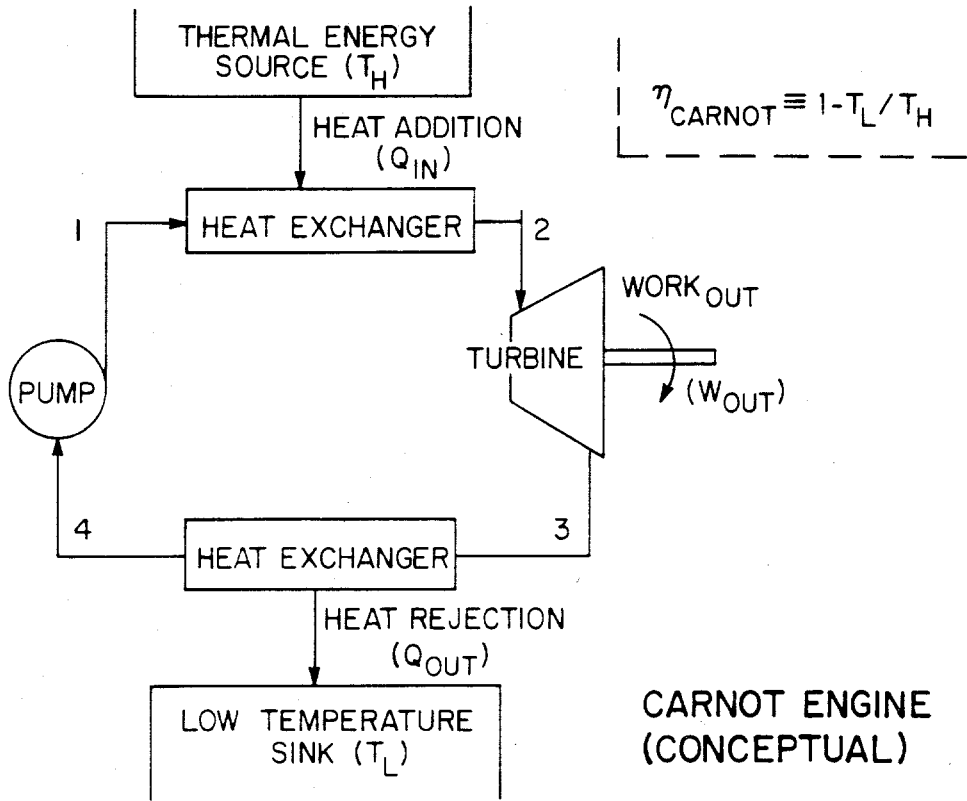 THERMAL ENERGY
SOURCE (T_H)
η_CARNOT ≡ 1-T_L/T_H
HEAT ADDITION
(Q_IN)
1
HEAT EXCHANGER
2
WORK_OUT
TURBINE
PUMP
(W_OUT)
4
HEAT EXCHANGER
3
HEAT REJECTION
(Q_OUT)
LOW TEMPERATURE
SINK (T_L)
CARNOT ENGINE
(CONCEPTUAL)